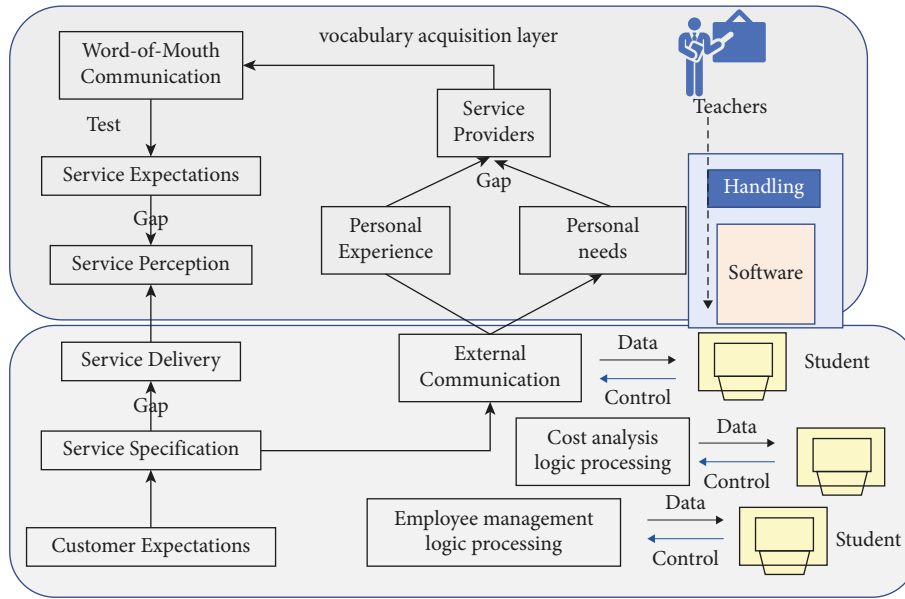 vocabulary acquisition layer
Word-of-Mouth
Communication
Teachers
Test
Service
Providers
Service Expectations
Gap
Handling
Gap
Personal
Experience
Personal
needs
Service Perception
Software
Service Delivery
External
Communication
Data
Control
Student
Gap
Service Specification
Cost analysis
logic processing
Data
Control
Employee management
logic processing
Data
Control
Student
Customer Expectations